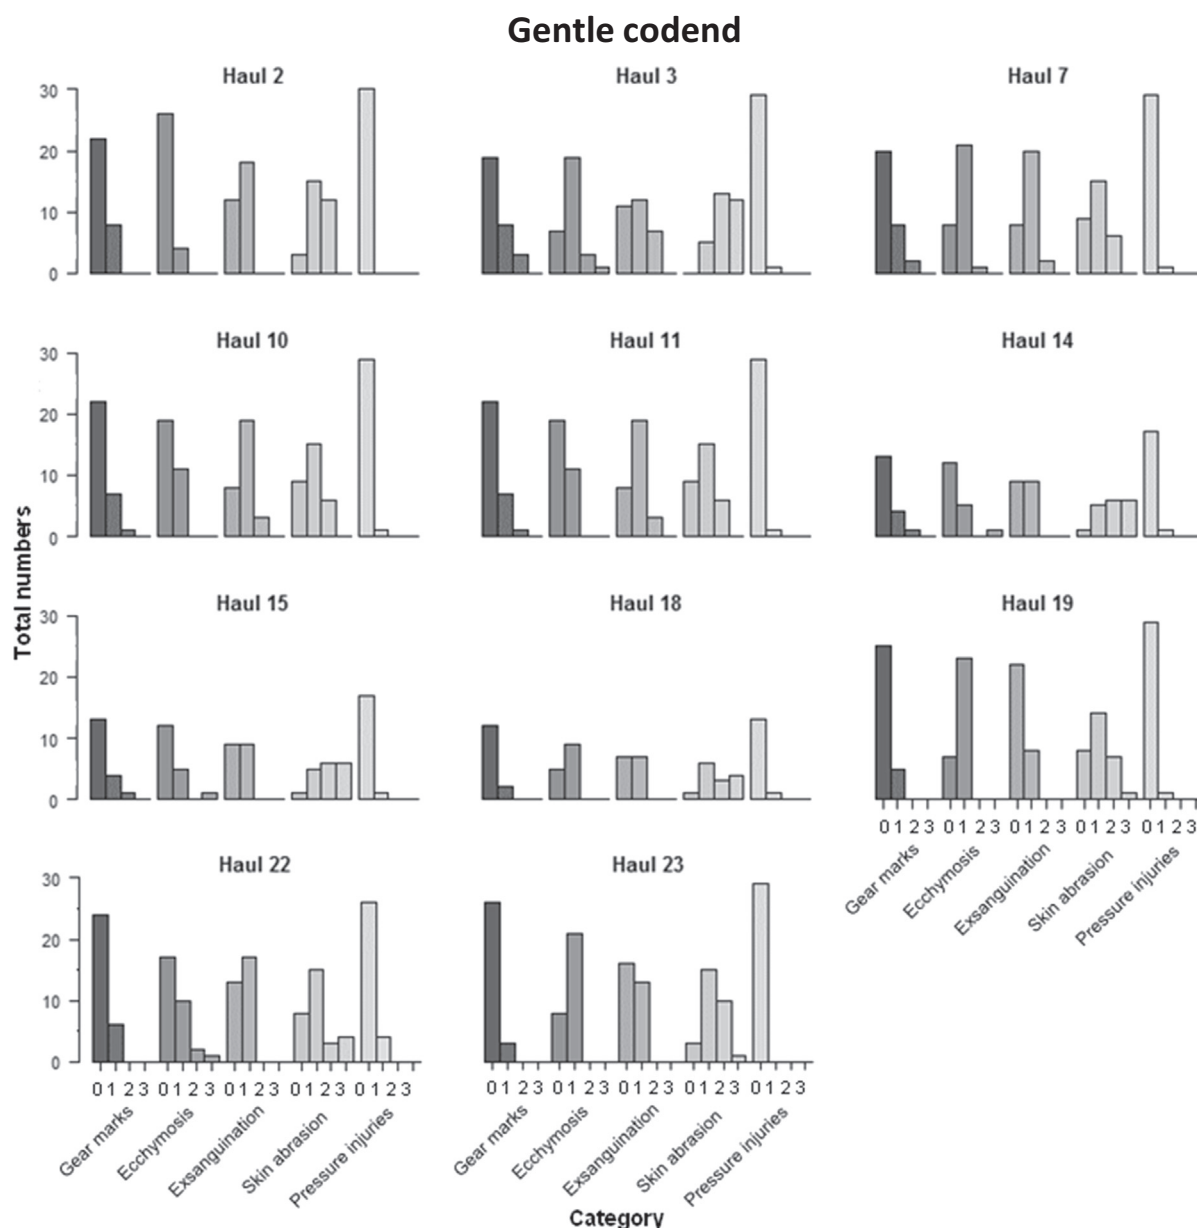 Gentle codend
Haul 2
Haul 3
Haul 7
30
20
10
0
Haul 10
Haul 11
Haul 14
30
20
10
0
Haul 15
Haul 18
Haul 19
30
20
10
0
0 1 2 3 0 1 2 3 0 1 2 3 0 1 2 3 0 1 2 3
Gear marks
Ecchymosis
Exsanguination
Skin abrasion
Pressure injuries
Haul 22
Haul 23
30
20
10
0
0 1 2 3 0 1 2 3 0 1 2 3 0 1 2 3 0 1 2 3
0 1 2 3 0 1 2 3 0 1 2 3 0 1 2 3 0 1 2 3
Gear marks
Ecchymosis
Exsanguination
Skin abrasion
Pressure injuries
Gear marks
Ecchymosis
Exsanguination
Skin abrasion
Pressure injuries
Total numbers
Category